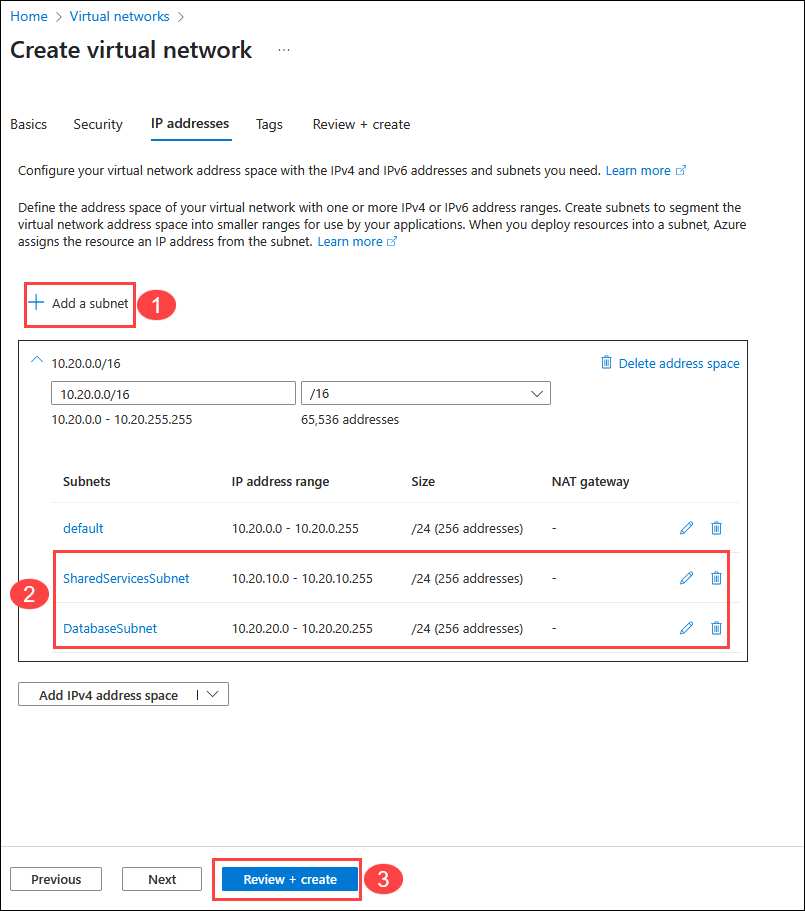 Home > Virtual networks >
Create virtual network ...
Basics Security IP addresses Tags Review + create
Configure your virtual network address space with the IPv4 and IPv6 addresses and subnets you need. Learn more
Define the address space of your virtual network with one or more IPv4 or IPv6 address ranges. Create subnets to segment the
virtual network address space into smaller ranges for use by your applications. When you deploy resources into a subnet, Azure
assigns the resource an IP address from the subnet. Learn more
+ Add a subnet 1
10.20.0.0/16 Delete address space
10.20.0.0/16 /16
10.20.0.0 - 10.20.255.255 65,536 addresses
Subnets IP address range Size NAT gateway
default 10.20.0.0 - 10.20.0.255 /24 (256 addresses) -
2
SharedServicesSubnet 10.20.10.0 - 10.20.10.255 /24 (256 addresses) -
DatabaseSubnet 10.20.20.0 - 10.20.20.255 /24 (256 addresses) -
Add IPv4 address space |
Previous Next Review + create 3